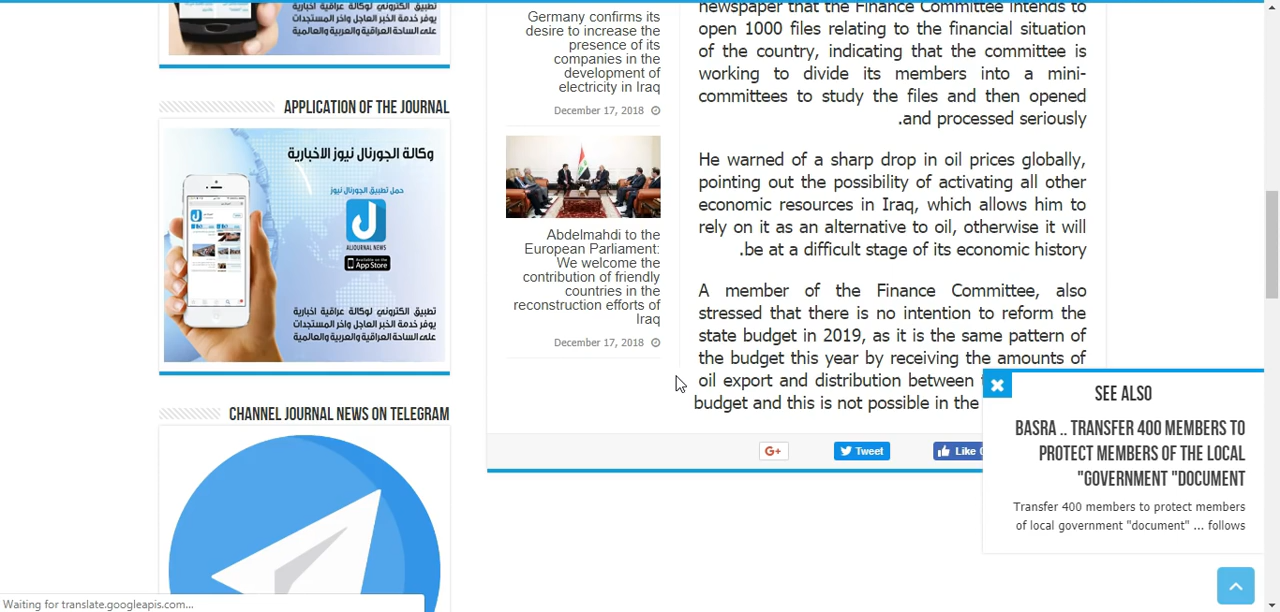 اخبارية
يوفر خدمة الخبر العاجل واخر المستجدات
على الساحة العراقية والعربية والعالمية
APPLICATION OF THE JOURNAL
وكالة الجورنال نيوز الاخبارية
حمل تطبيق الجورنال نيوز
ALJOURNAL NEWS
Available on the
App Store
تطبيق الكتروني لوكالة عراقية اخبارية
يوفر خدمة الخبر العاجل واخر المستجدات
على الساحة العراقية والعربية والعالمية
CHANNEL JOURNAL NEWS ON TELEGRAM
Germany confirms its
desire to increase the
presence of its
companies in the
development of
electricity in Iraq
December 17, 2018
Abdelmahdi to the
European Parliament:
We welcome the
contribution of friendly
countries in the
reconstruction efforts of
Iraq
December 17, 2018
newspaper that the Finance Committee intends to
open 1000 files relating to the financial situation
of the country, indicating that the committee is
working to divide its members into a mini-
committees to study the files and then opened
.and processed seriously
He warned of a sharp drop in oil prices globally,
pointing out the possibility of activating all other
economic resources in Iraq, which allows him to
rely on it as an alternative to oil, otherwise it will
.be at a difficult stage of its economic history
A member of the Finance Committee, also
stressed that there is no intention to reform the
state budget in 2019, as it is the same pattern of
the budget this year by receiving the amounts of
oil export and distribution between
budget and this is not possible in the
G+
Tweet
Like
SEE ALSO
BASRA .. TRANSFER 400 MEMBERS TO
PROTECT MEMBERS OF THE LOCAL
"GOVERNMENT "DOCUMENT
Transfer 400 members to protect members
of local government "document" ... follows
Waiting for translate.googleapis.com...